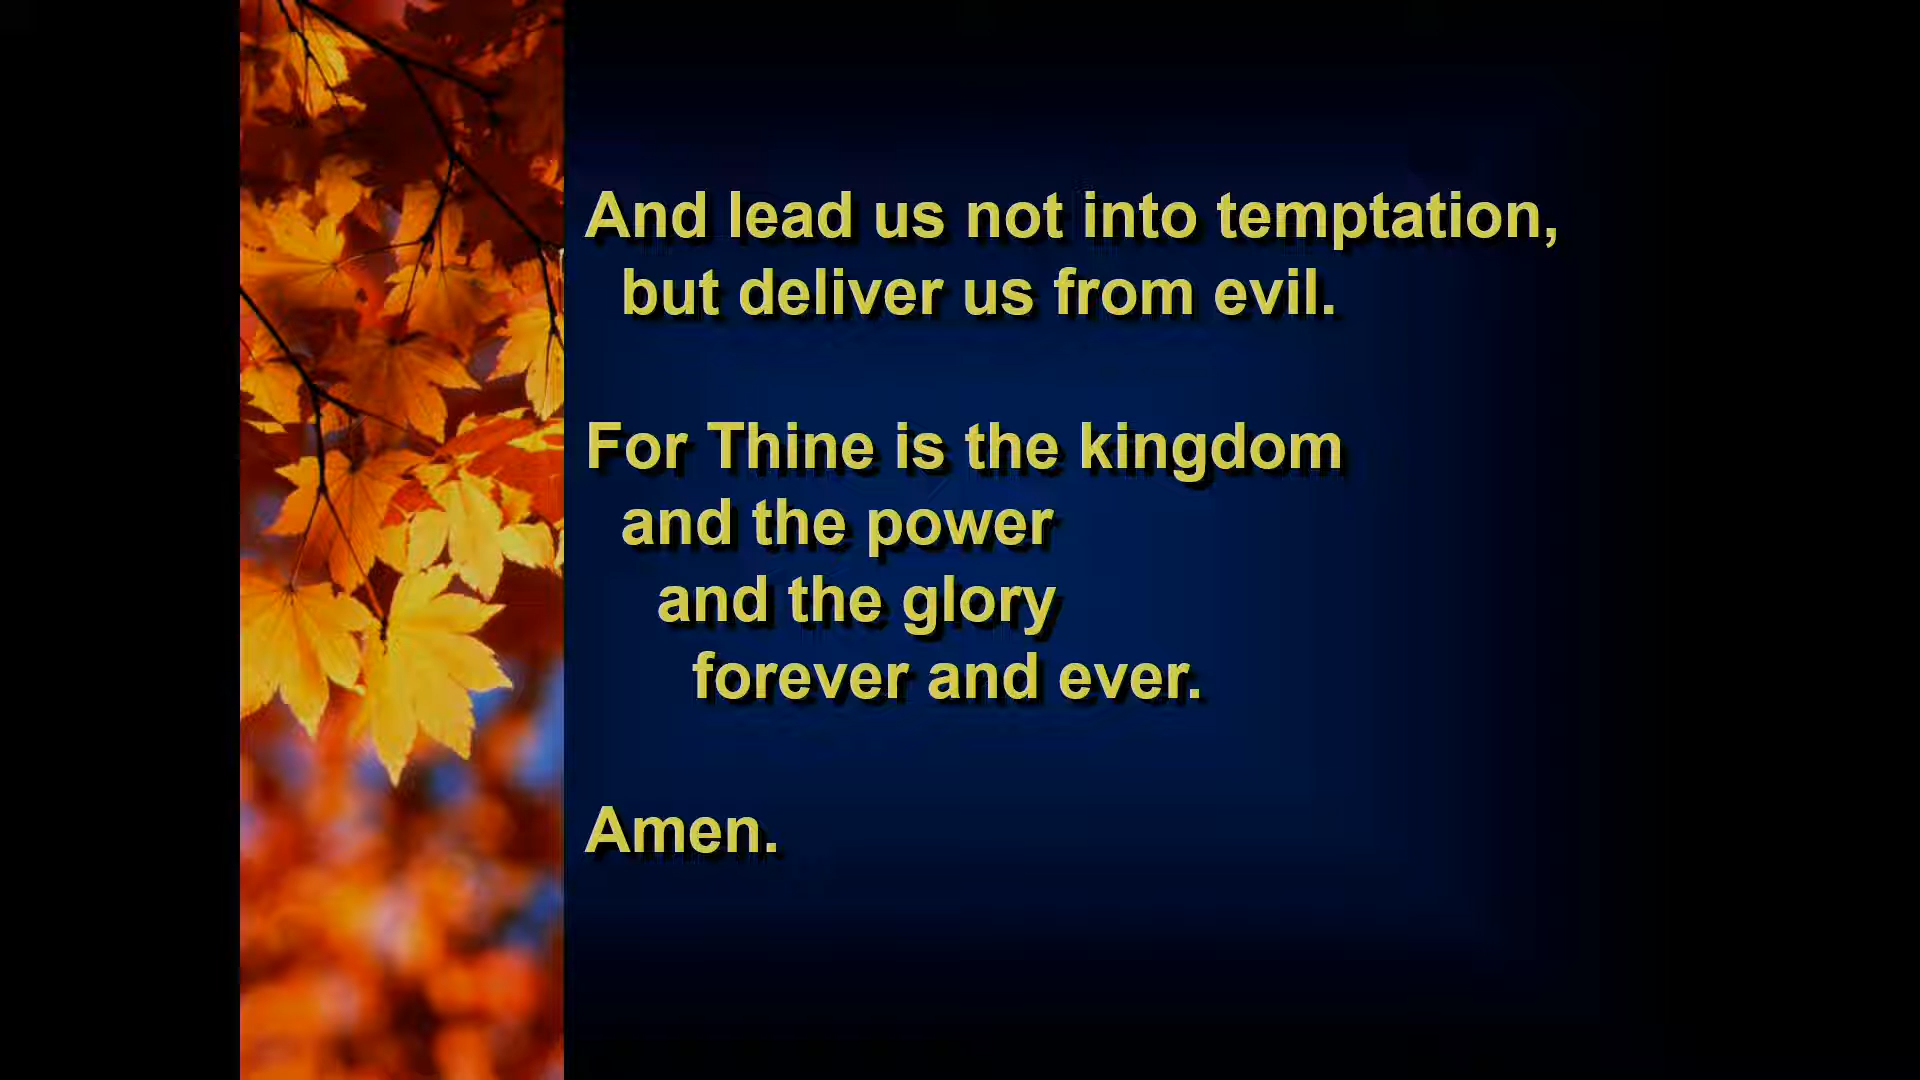 And lead us not into temptation,
but deliver us from evil.
For Thine is the kingdom
and the power
and the glory
forever and ever.
Amen.